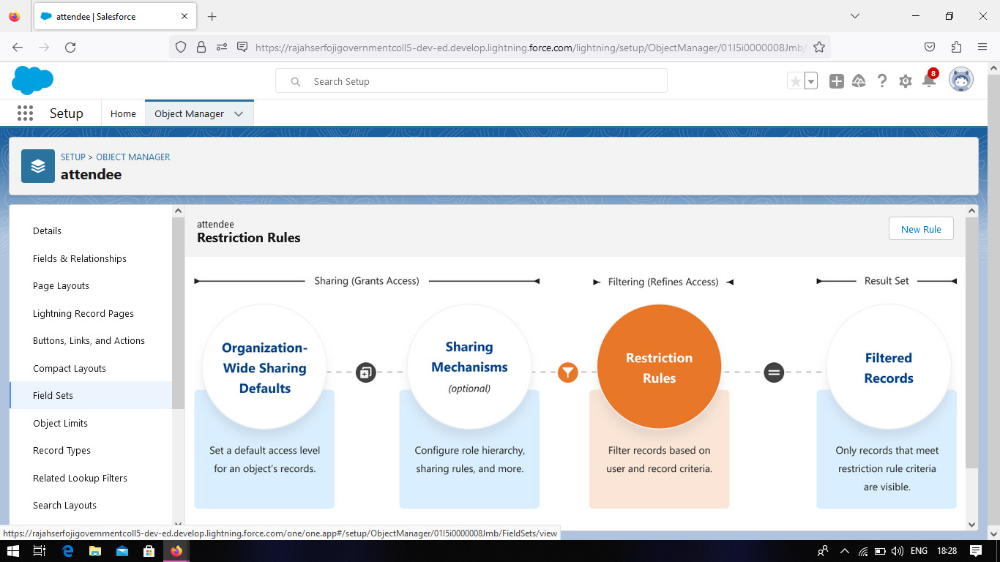 attendee | Salesforce
https://rajahserfojigovernmentcoll5-dev-ed.develop.lightning.force.com/lightning/setup/ObjectManager/01I5i0000008Jmb/
Search Setup
8
Setup
Home
Object Manager
SETUP > OBJECT MANAGER
attendee
Details
Fields & Relationships
Page Layouts
Lightning Record Pages
Buttons, Links, and Actions
Compact Layouts
Field Sets
Object Limits
Record Types
Related Lookup Filters
Search Layouts
attendee
Restriction Rules
New Rule
Sharing (Grants Access)
Filtering (Refines Access)
Result Set
Organization-
Wide Sharing
Defaults
Set a default access level
for an object's records.
Sharing
Mechanisms
(optional)
Configure role hierarchy,
sharing rules, and more.
Restriction
Rules
Filter records based on
user and record criteria.
Filtered
Records
Only records that meet
restriction rule criteria
are visible.
https://rajahserfojigovernmentcoll5-dev-ed.develop.lightning.force.com/one/one.app#/setup/ObjectManager/01I5i0000008Jmb/FieldSets/view
ENG
18:28